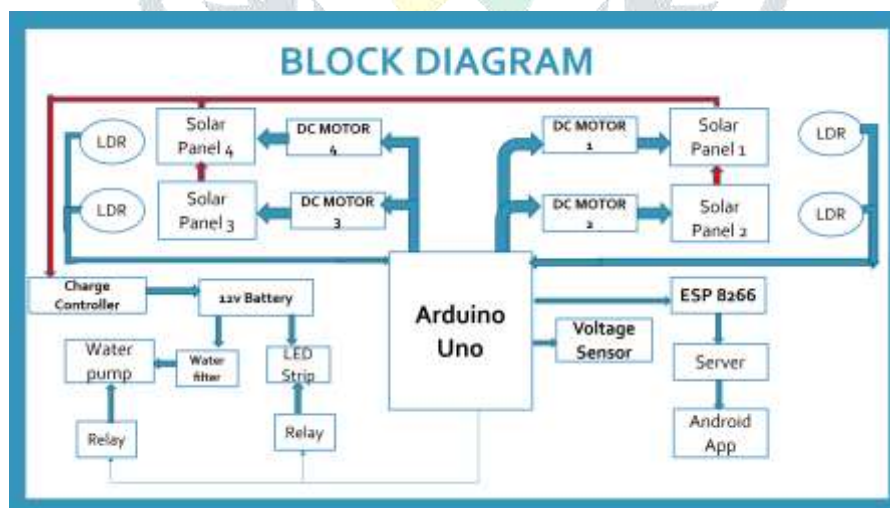 BLOCK DIAGRAM
LDR
Solar
Panel 4
DC MOTOR
4
DC MOTOR
1
Solar
Panel 1
LDR
LDR
Solar
Panel 3
DC MOTOR
3
DC MOTOR
2
Solar
Panel 2
LDR
Charge
Controller
12v Battery
Arduino
Uno
ESP 8266
Voltage
Sensor
Water
pump
Water
filter
LED
Strip
Server
Relay
Relay
Android
App